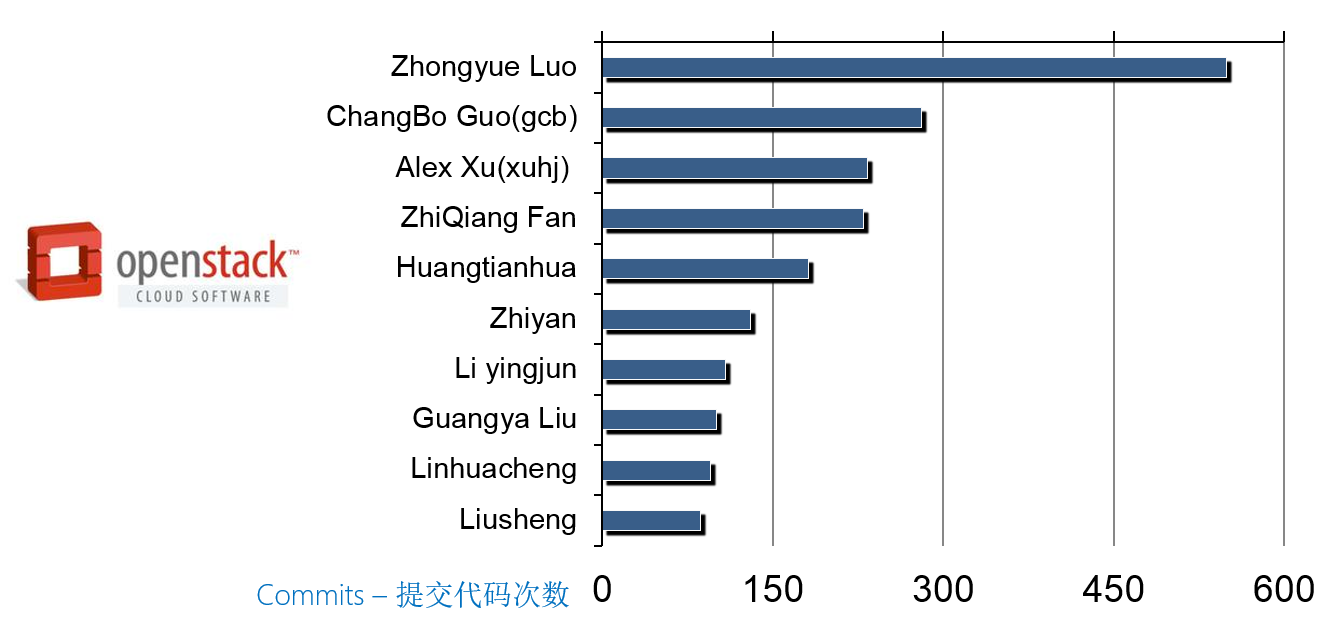 Zhongyue Luo
ChangBo Guo(gcb)
Alex Xu(xuhj)
ZhiQiang Fan
Huangtianhua
Zhiyan
Li yingjun
Guangya Liu
Linhuacheng
Liusheng
openstack™
CLOUD SOFTWARE
Commits – 提交代码次数
0 150 300 450 600